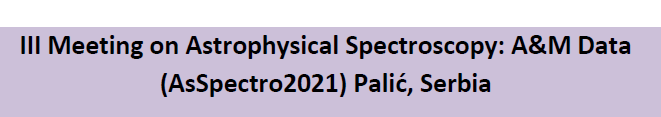 III Meeting on Astrophysical Spectroscopy: A&M Data
(AsSpectro2021) Palić, Serbia